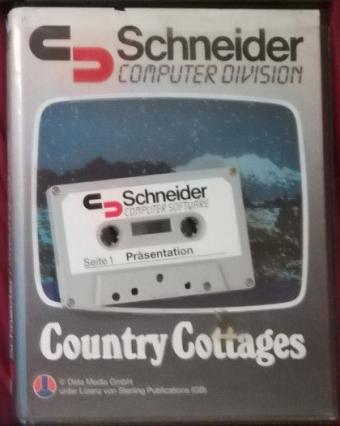 Schneider
COMPUTER DIVISION
Schneider
COMPUTER SOFTWARE
Seite 1 Präsentation
Country Cottages
© Data Media GmbH
unter Lizenz von Sterling Publications (GB)